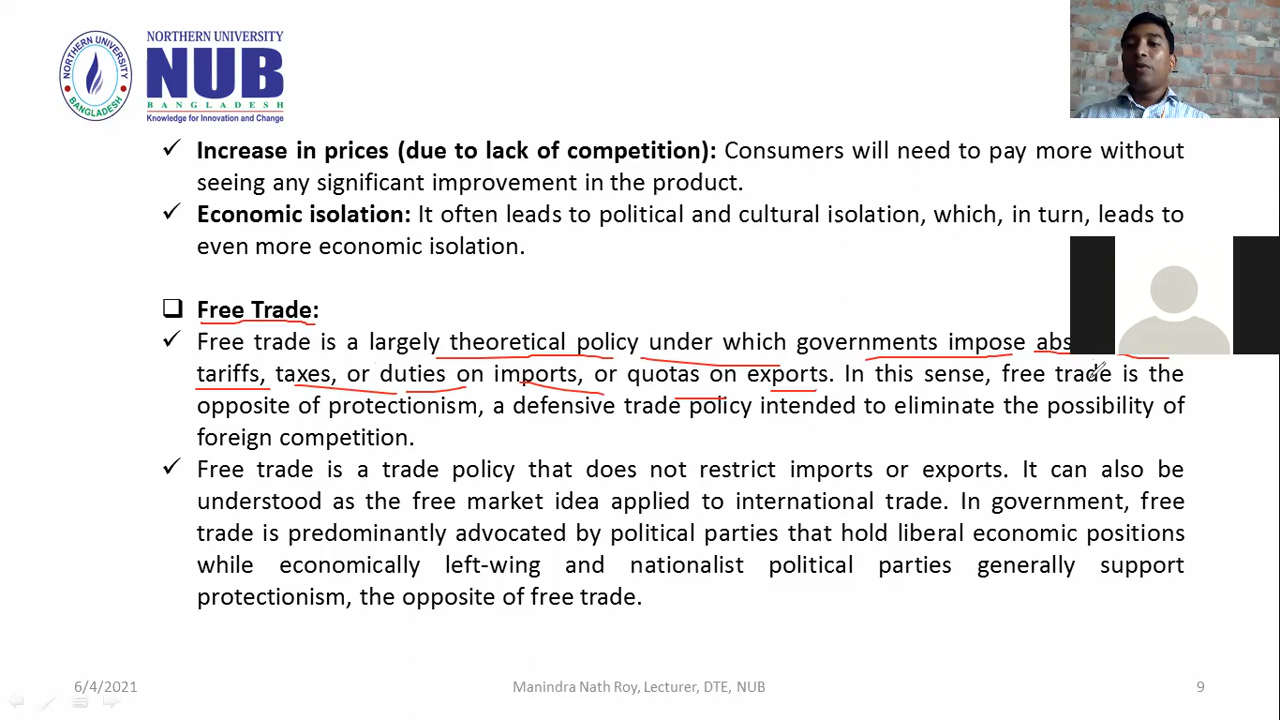 NORTHERN UNIVERSITY
NUB
BANGLADESH
Knowledge for Innovation and Change
NORTHERN UNIVERSITY
BANGLADESH
✓ Increase in prices (due to lack of competition): Consumers will need to pay more without
seeing any significant improvement in the product.
✓ Economic isolation: It often leads to political and cultural isolation, which, in turn, leads to
even more economic isolation.
Free Trade:
✓ Free trade is a largely theoretical policy under which governments impose
tariffs, taxes, or duties on imports, or quotas on exports. In this sense, free trade is the
opposite of protectionism, a defensive trade policy intended to eliminate the possibility of
foreign competition.
✓ Free trade is a trade policy that does not restrict imports or exports. It can also be
understood as the free market idea applied to international trade. In government, free
trade is predominantly advocated by political parties that hold liberal economic positions
while economically left-wing and nationalist political parties generally support
protectionism, the opposite of free trade.
6/4/2021
Manindra Nath Roy, Lecturer, DTE, NUB
9